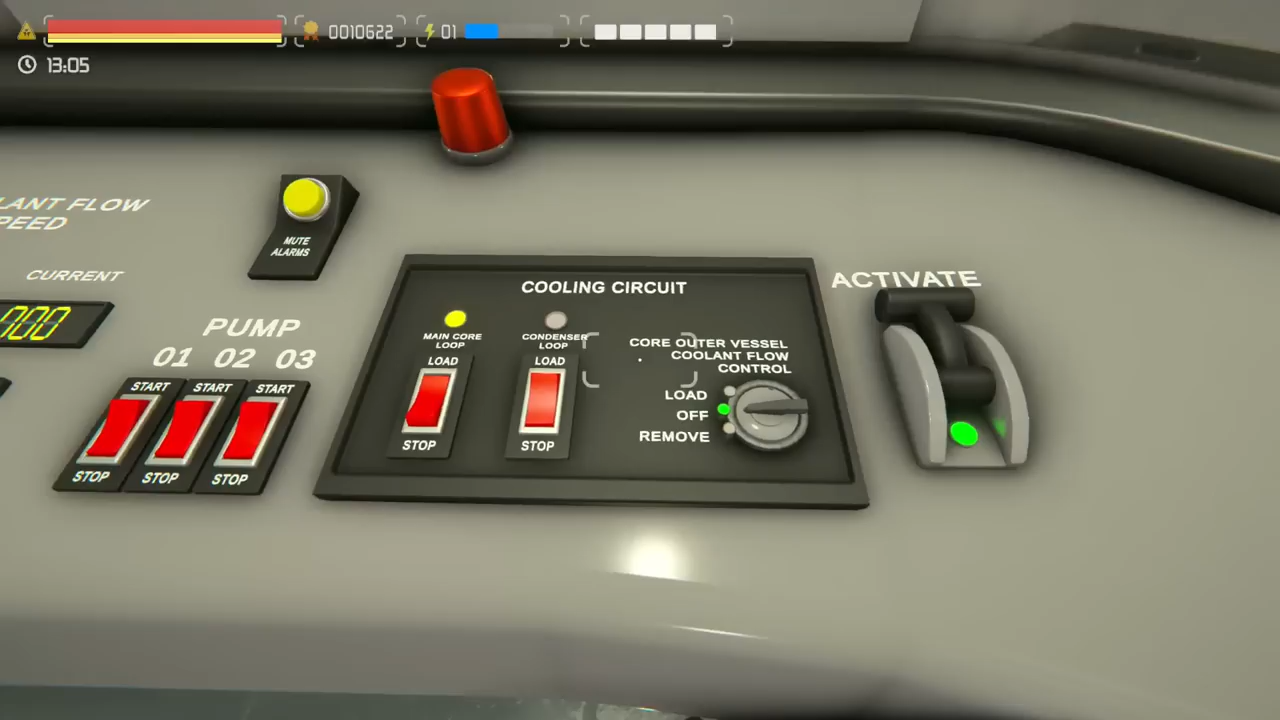 0010622
01
13:05
LANT FLOW
PEED
MUTE
ALARMS
CURRENT
700
PUMP
01 02 03
START START START
STOP STOP STOP
COOLING CIRCUIT
MAIN CORE
LOOP
LOAD
STOP
CONDENSER
LOOP
LOAD
STOP
CORE OUTER VESSEL
COOLANT FLOW
CONTROL
LOAD
OFF
REMOVE
ACTIVATE